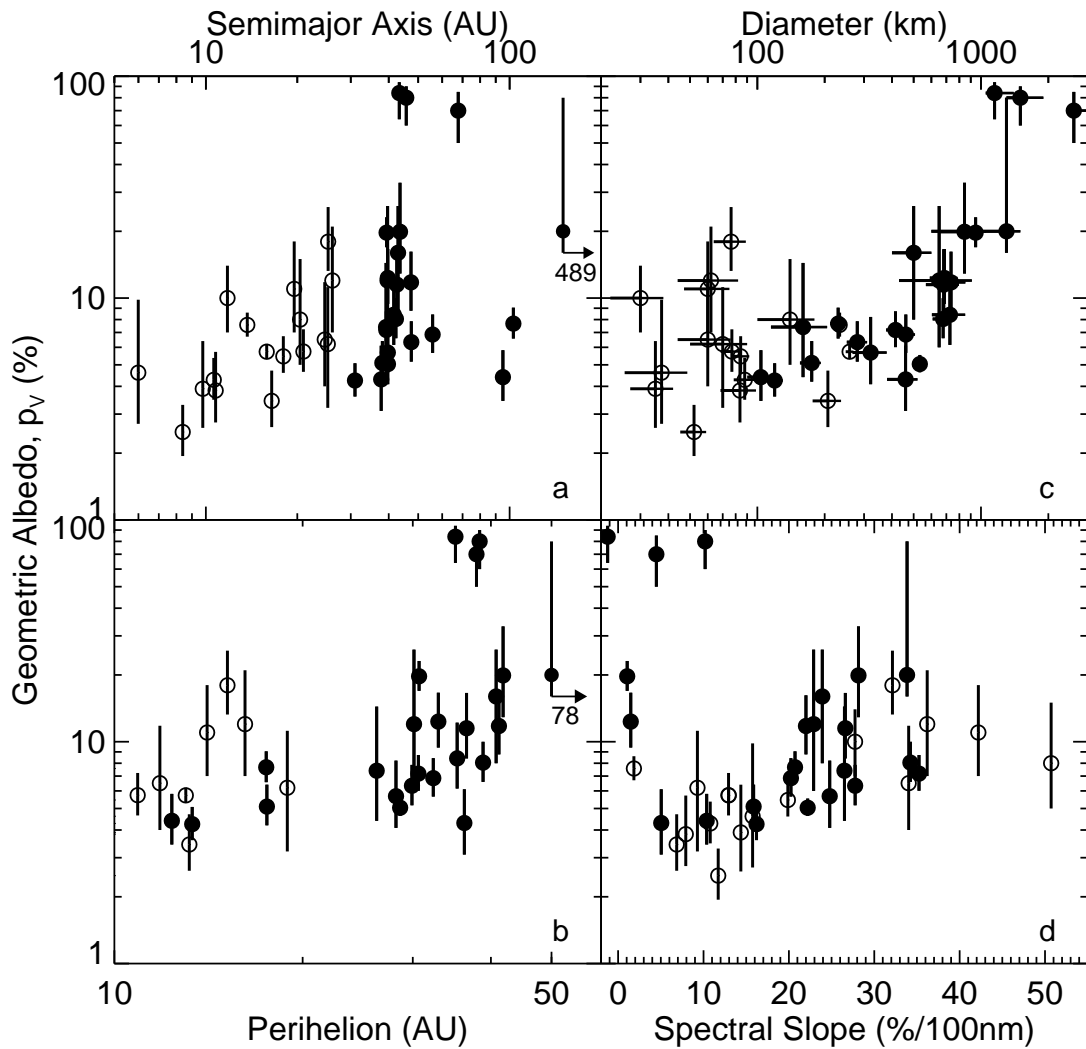 Semimajor Axis (AU) Diameter (km)
10 100 100 1000
100
10
1
489
a c
Geometric Albedo, pV (%)
100
10
1
78
b d
10 50 0 10 20 30 40 50
Perihelion (AU) Spectral Slope (%/100nm)